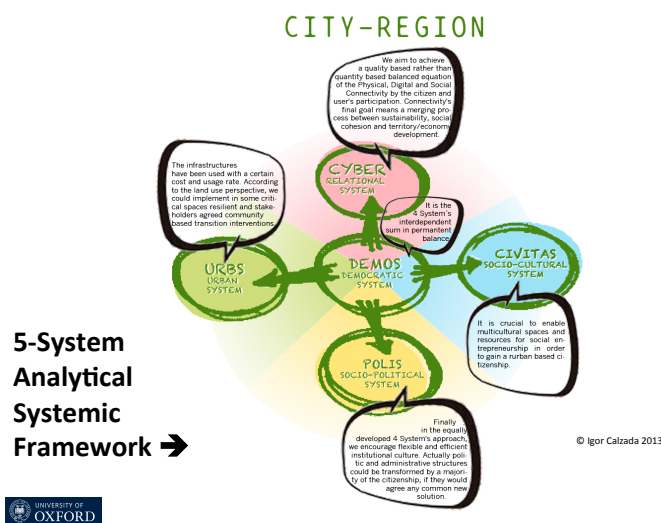 CITY-REGION
We aim to achieve
a quality based rather than
quantity based balanced equation
of the Physical, Digital and Social
Connectivity by the citizen and
user's participation. Connectivity's
final goal means a merging pro
cess between sustainability, social
cohesion and territory/economy
development.
The infrastructures
have been used with a certain
cost and usage rate. According
to the land use perspective, we
could implement in some criti-
cal spaces resilient and stake-
holders agreed community
based transition interventions.
CYBER
RELATIONAL
SYSTEM
It is the
4 System´s
interdependent
sum in permantent
balance.
URBS
URBAN
SYSTEM
DEMOS
DEMOCRATIC
SYSTEM
CIVITAS
SOCIO-CULTURAL
SYSTEM
It is crucial to enable
multicultural spaces and
resources for social en-
trepreneurship in order
to gain a rurban based ci-
tizenship.
5-System
Analytical
Systemic
Framework ➔
POLIS
SOCIO-POLITICAL
SYSTEM
Finally
in the equally
developed 4 System's approach,
we encourage flexible and efficient
institutional culture. Actually poli-
tic and administrative structures
could be transformed by a majori-
ty of the citizenship, if they would
agree any common new
solution.
© Igor Calzada 2013
UNIVERSITY OF
OXFORD